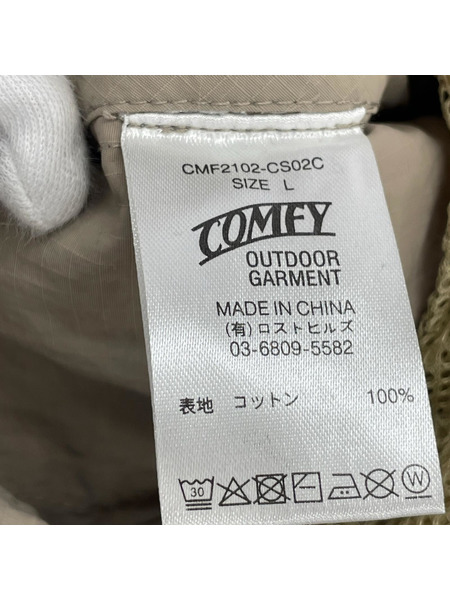 CMF2102-CS02C
SIZE L
COMFY
OUTDOOR
GARMENT
MADE IN CHINA
(有)ロストヒルズ
03-6809-5582
表地 コットン 100%
30 W